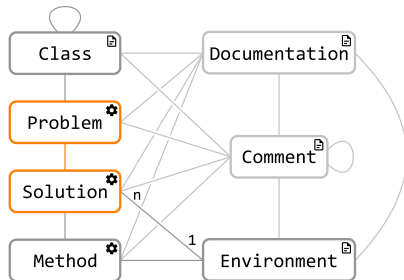 Class
Documentation
Problem
Comment
Solution
n
1
Method
Environment